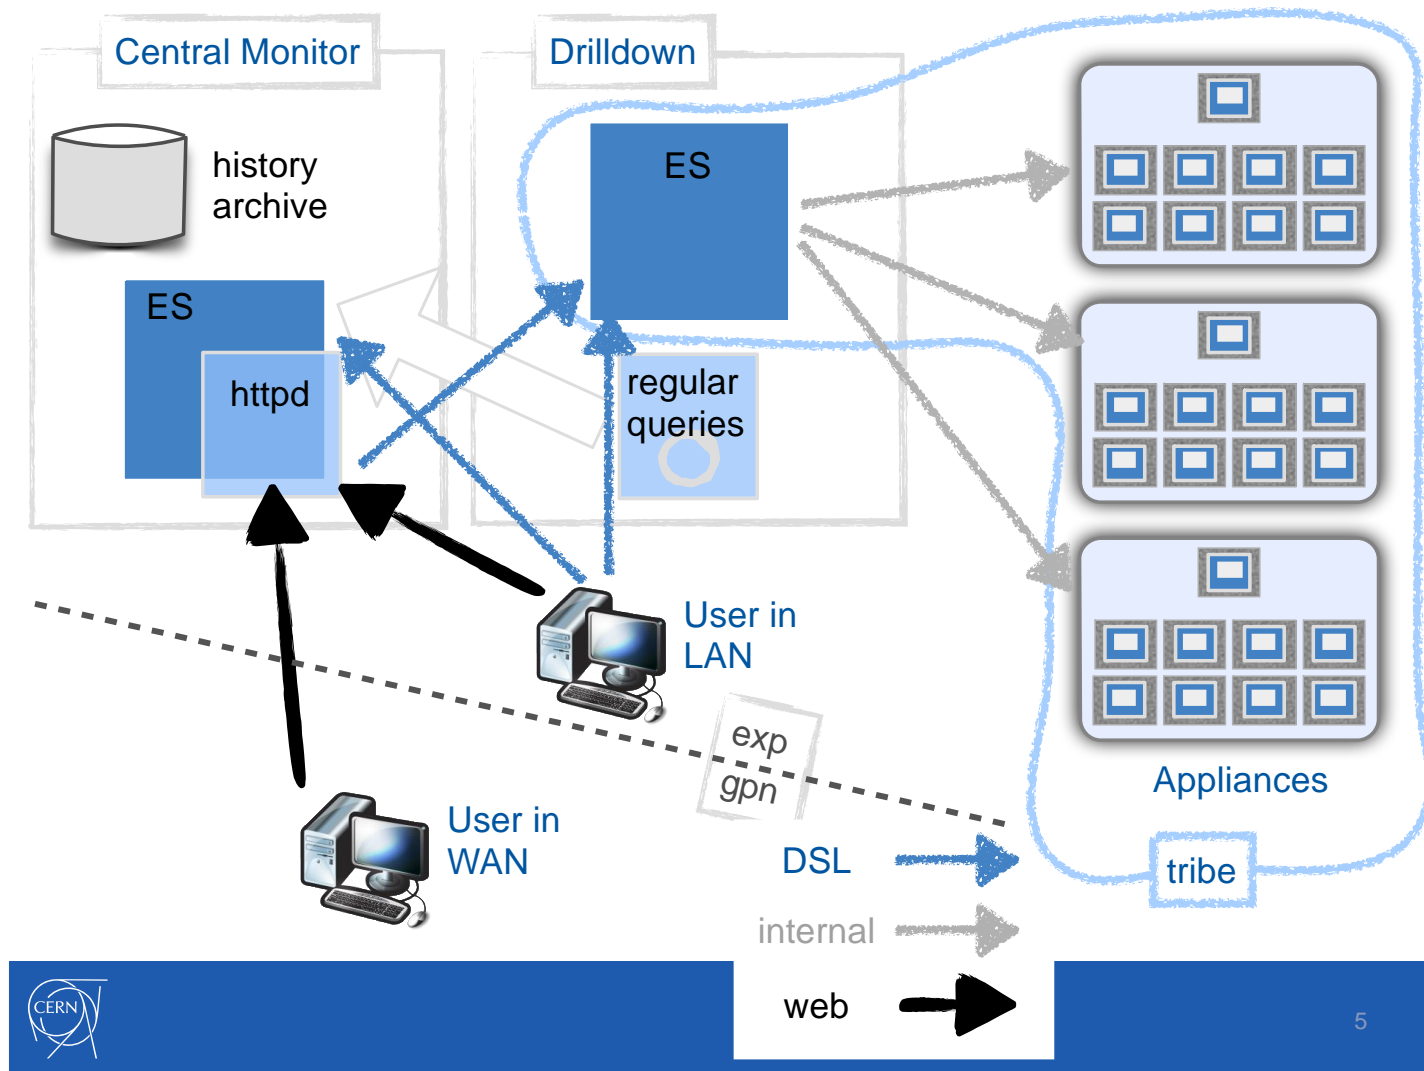 Central Monitor
Drilldown
history
archive
ES
ES
httpd
regular
queries
User in
LAN
exp
gpn
Appliances
User in
WAN
DSL
tribe
internal
web
CERN
5